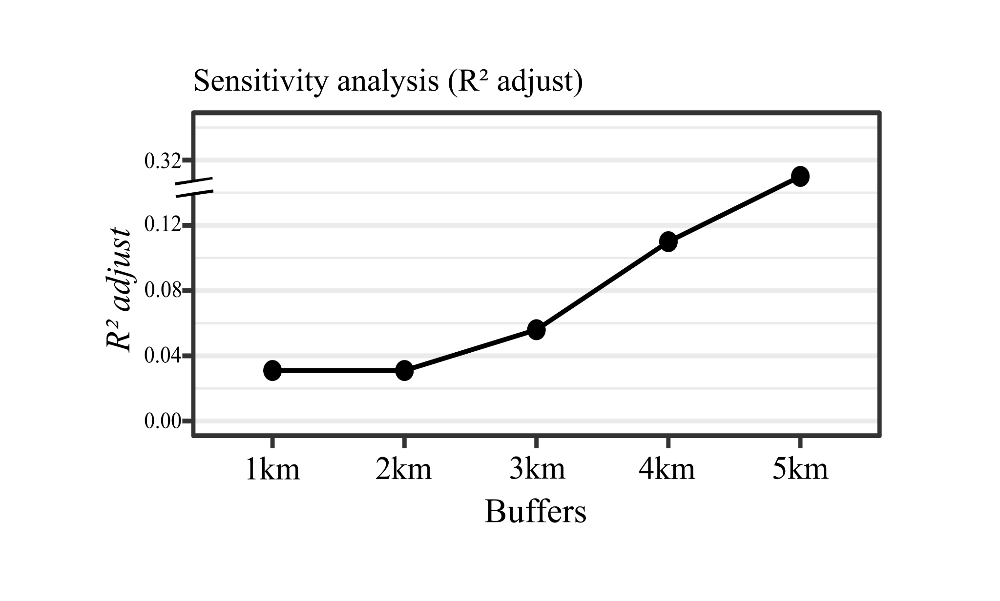 Sensitivity analysis (R² adjust)
0.32
0.12
0.08
0.04
0.00
R² adjust
1km 2km 3km 4km 5km
Buffers